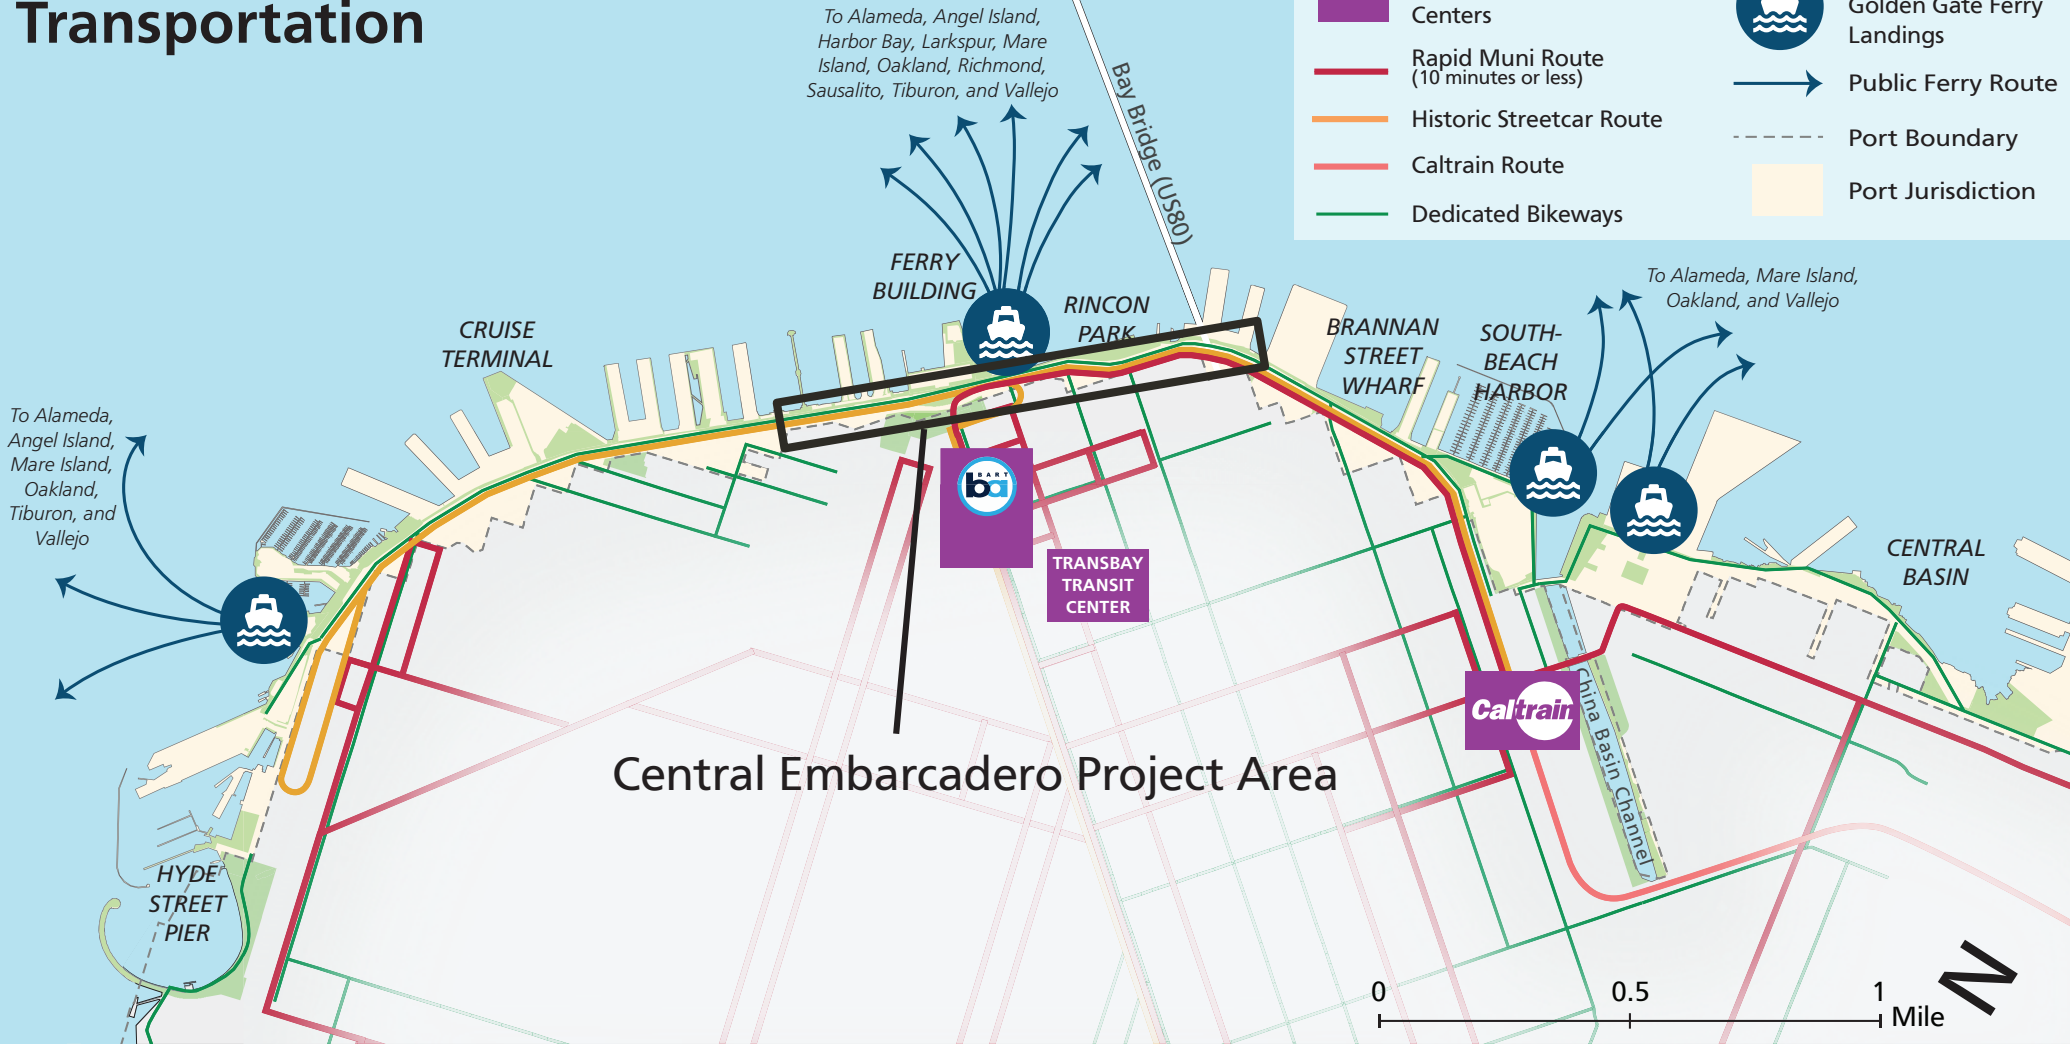 Transportation
To Alameda, Angel Island,
Harbor Bay, Larkspur, Mare
Island, Oakland, Richmond,
Sausalito, Tiburon, and Vallejo
Bay Bridge (US80)
Centers
Rapid Muni Route
(10 minutes or less)
Historic Streetcar Route
Caltrain Route
Dedicated Bikeways
Golden Gate Ferry
Landings
Public Ferry Route
Port Boundary
Port Jurisdiction
To Alameda, Mare Island,
Oakland, and Vallejo
FERRY
BUILDING
RINCON
PARK
CRUISE
TERMINAL
BRANNAN
STREET
WHARF
SOUTH-
BEACH
HARBOR
To Alameda,
Angel Island,
Mare Island,
Oakland,
Tiburon, and
Vallejo
BART
ba
TRANSBAY
TRANSIT
CENTER
CENTRAL
BASIN
Caltrain
China Basin Channel
Central Embarcadero Project Area
HYDE
STREET
PIER
0 0.5 1
Mile
N